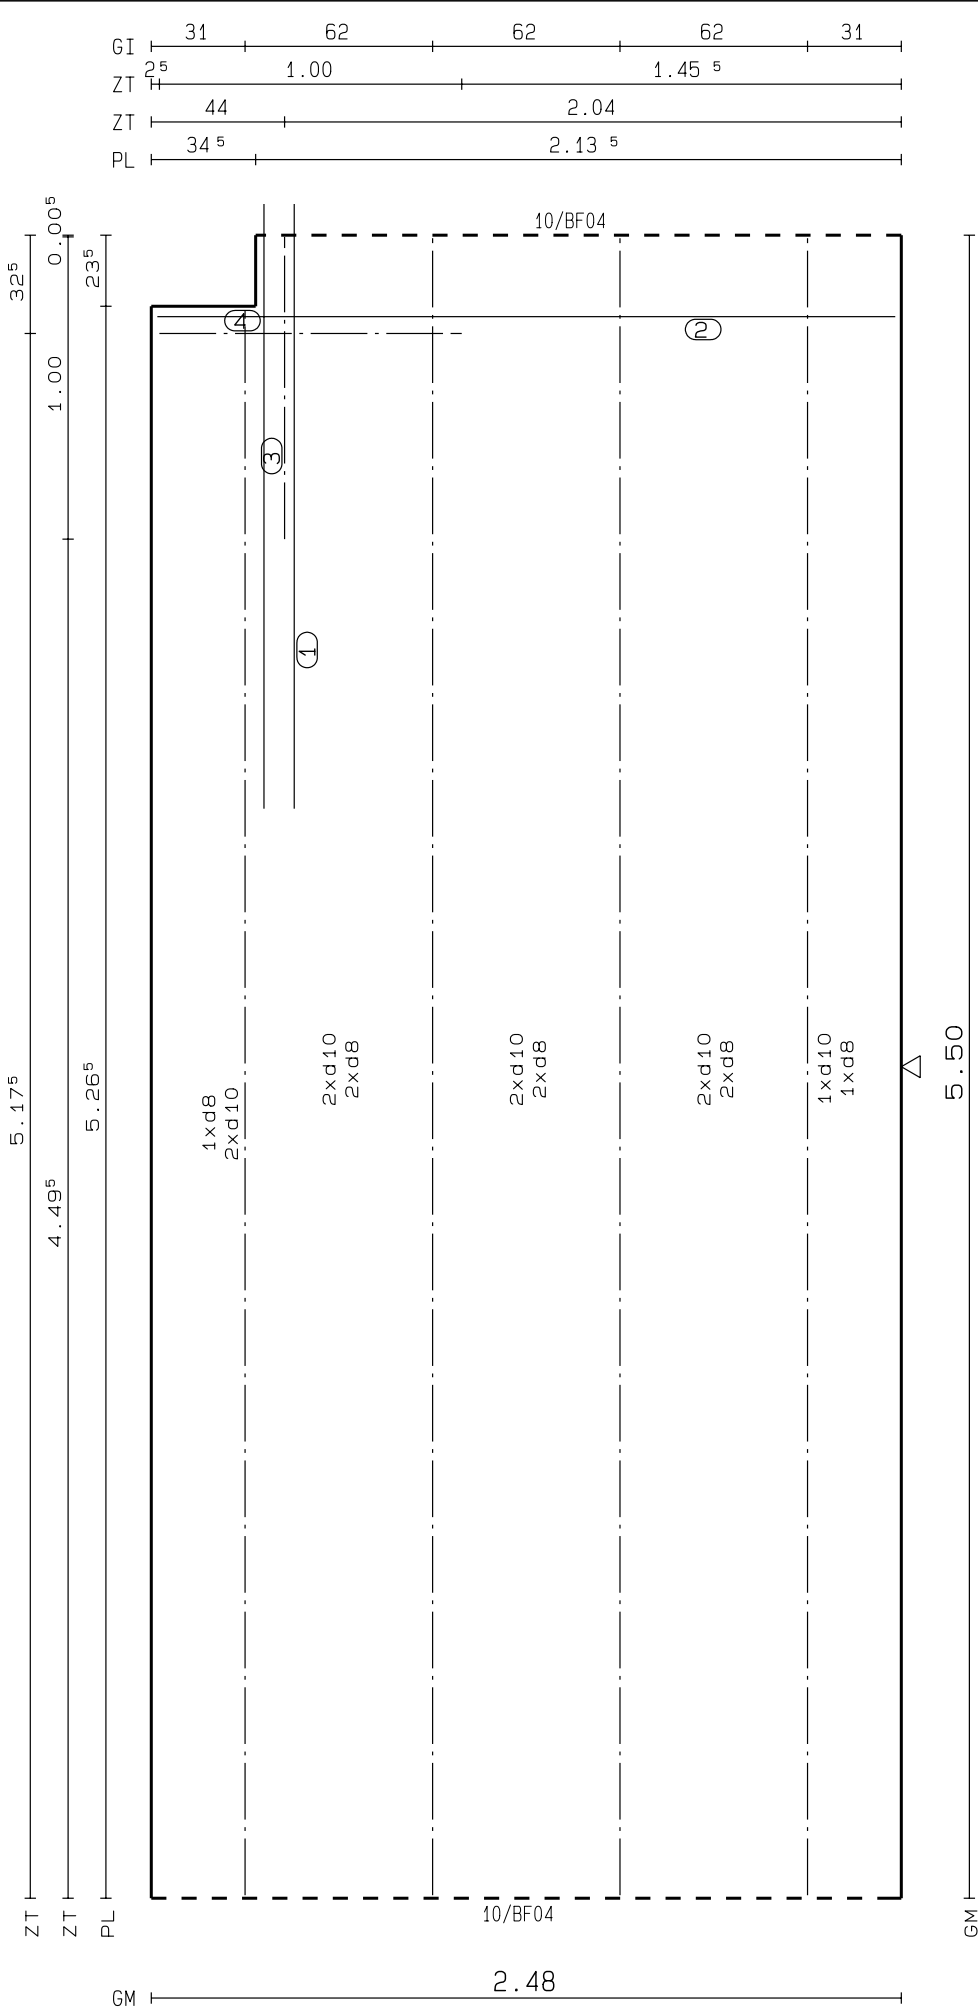 GI 31 62 62 62 31
ZT 2⁵ 1.00 1.45 ⁵
ZT 44 2.04
PL 34 ⁵ 2.13 ⁵
10/BF04
32⁵
5.17⁵
ZT
0.00⁵
1.00
4.49⁵
ZT
23⁵
5.26⁵
PL
4
2
3
1
1xd8
2xd10
2xd10
2xd8
2xd10
2xd8
2xd10
2xd8
1xd10
1xd8
5.50
GM
10/BF04
GM 2.48